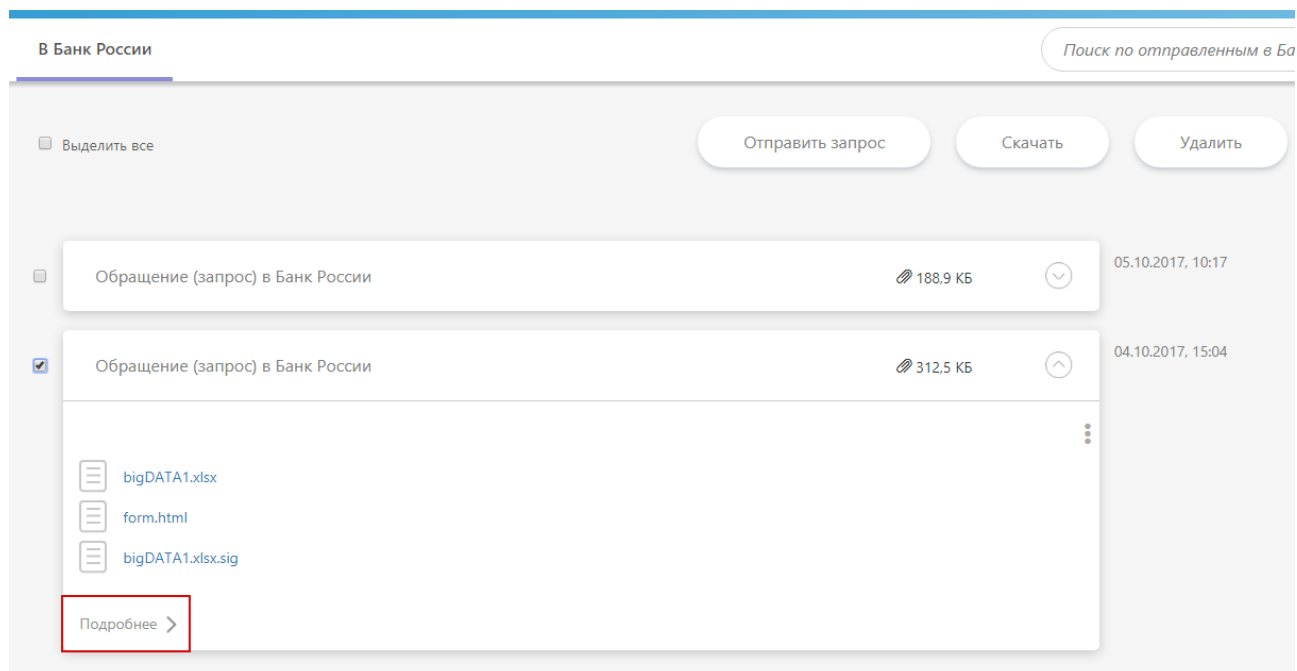 В Банк России
Поиск по отправленным в Ба
Выделить все
Отправить запрос
Скачать
Удалить
Обращение (запрос) в Банк России
188,9 КБ
05.10.2017, 10:17
Обращение (запрос) в Банк России
312,5 КБ
04.10.2017, 15:04
bigDATA1.xlsx
form.html
bigDATA1.xlsx.sig
Подробнее